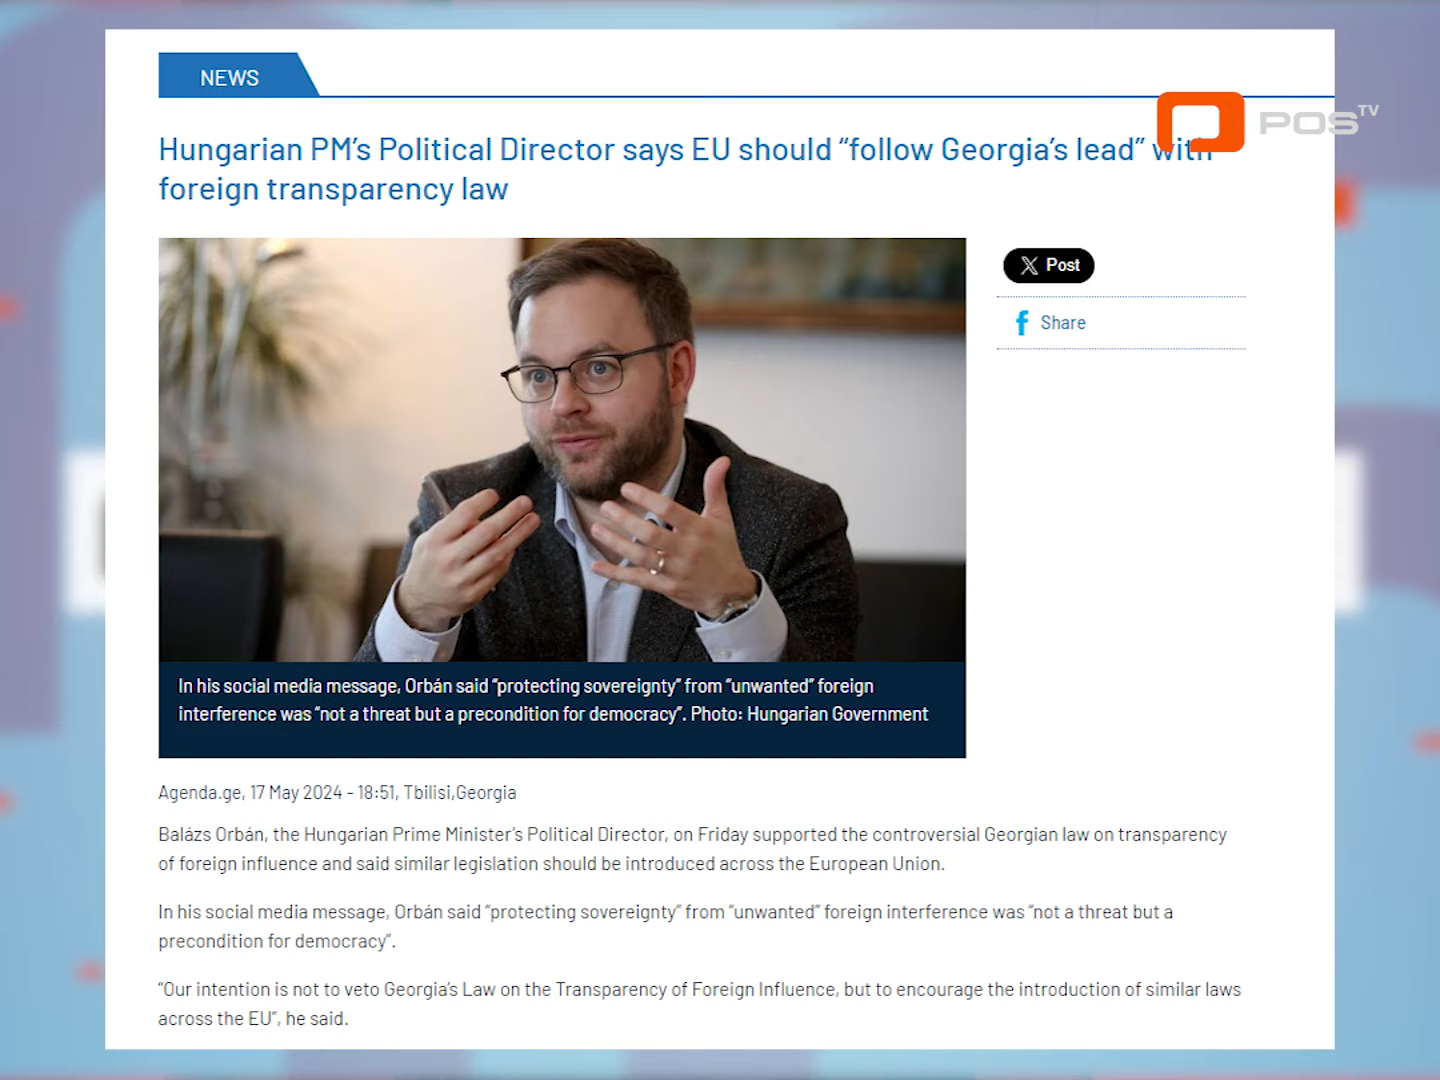 NEWS
POS TV
Hungarian PM's Political Director says EU should “follow Georgia's lead” with
foreign transparency law
Post
Share
In his social media message, Orbán said “protecting sovereignty” from “unwanted” foreign
interference was “not a threat but a precondition for democracy”. Photo: Hungarian Government
Agenda.ge, 17 May 2024 - 18:51, Tbilisi,Georgia
Balázs Orbán, the Hungarian Prime Minister's Political Director, on Friday supported the controversial Georgian law on transparency
of foreign influence and said similar legislation should be introduced across the European Union.
In his social media message, Orbán said “protecting sovereignty” from “unwanted” foreign interference was “not a threat but a
precondition for democracy”.
“Our intention is not to veto Georgia's Law on the Transparency of Foreign Influence, but to encourage the introduction of similar laws
across the EU”, he said.